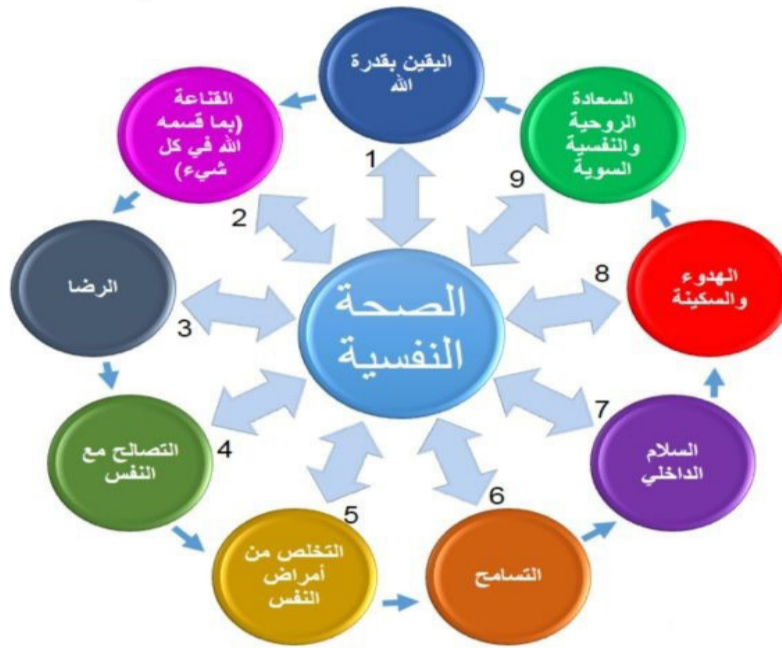 الصحة
النفسية
1
اليقين بقدرة
الله
2
القناعة
(بما قسمه
الله في كل
شيء)
3
الرضا
4
التصالح مع
النفس
5
التخلص من
أمراض
النفس
6
التسامح
7
السلام
الداخلي
8
الهدوء
والسكينة
9
السعادة
الروحية
والنفسية
السوية